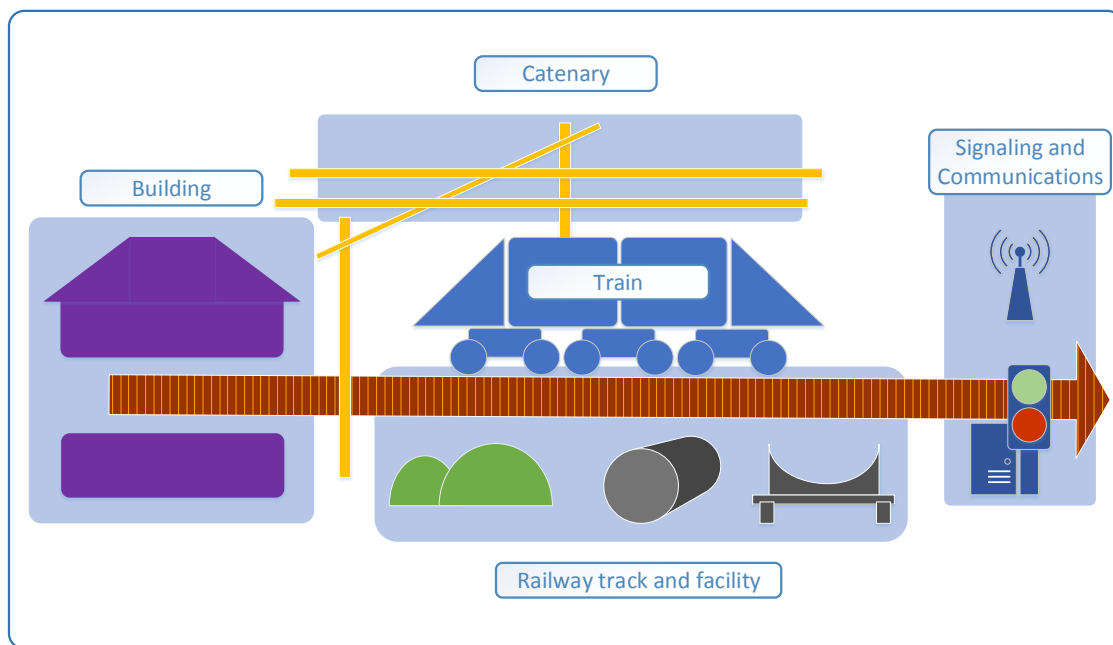 Catenary
Signaling and
Communications
Building
Train
Railway track and facility